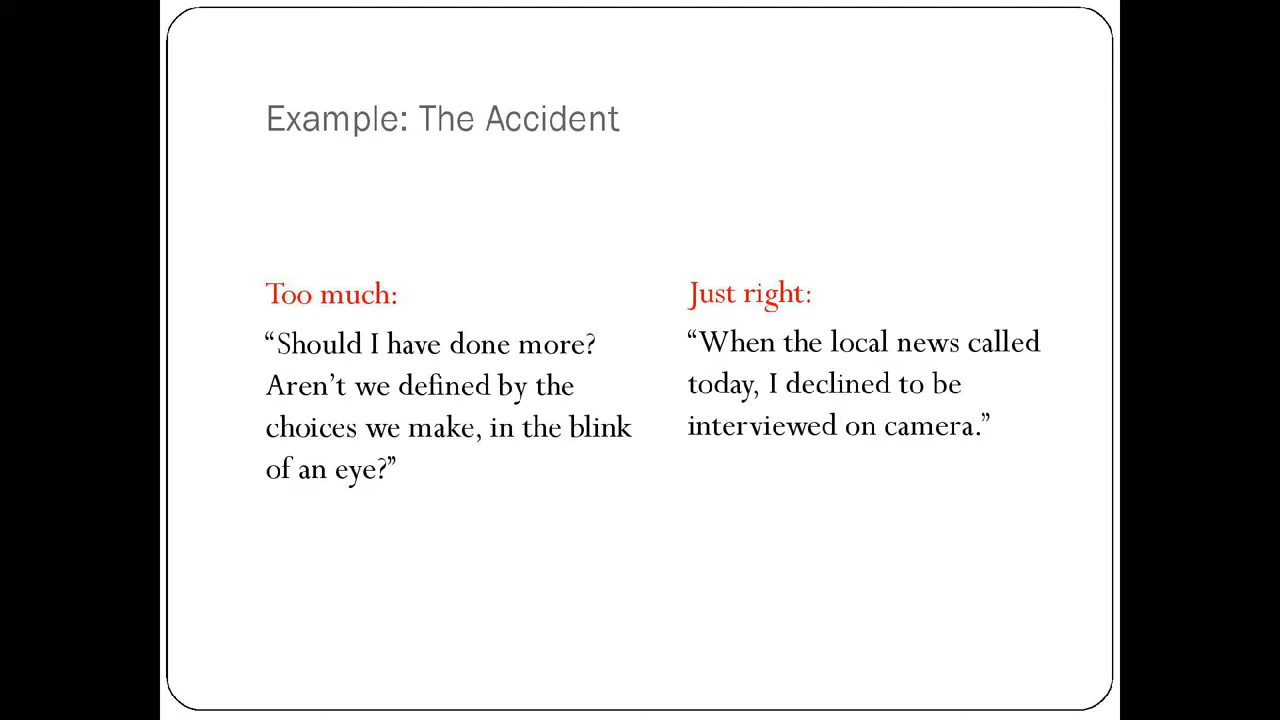 Example: The Accident
Too much:
“Should I have done more?
Aren’t we defined by the
choices we make, in the blink
of an eye?”
Just right:
“When the local news called
today, I declined to be
interviewed on camera.”